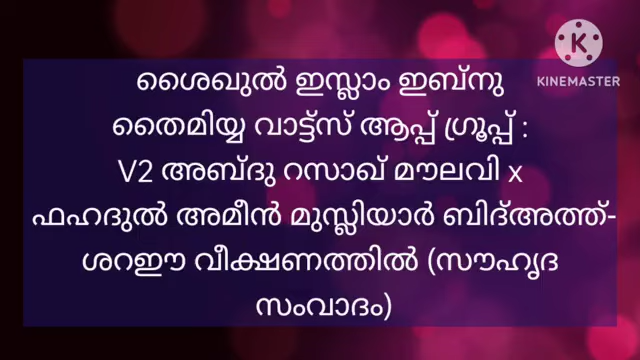 K
KINEMASTER
ശൈഖുൽ ഇസ്ലാം ഇബ്നു
തൈമിയ്യ വാട്ട്സ് ആപ്പ് ഗ്രൂപ്പ് :
V2 അബ്ദു റസാഖ് മൗലവി x
ഫഹദുൽ അമീൻ മുസ്ലിയാർ ബിദ്അത്ത്-
ശറഈ വീക്ഷണത്തിൽ (സൗഹൃദ
സംവാദം)